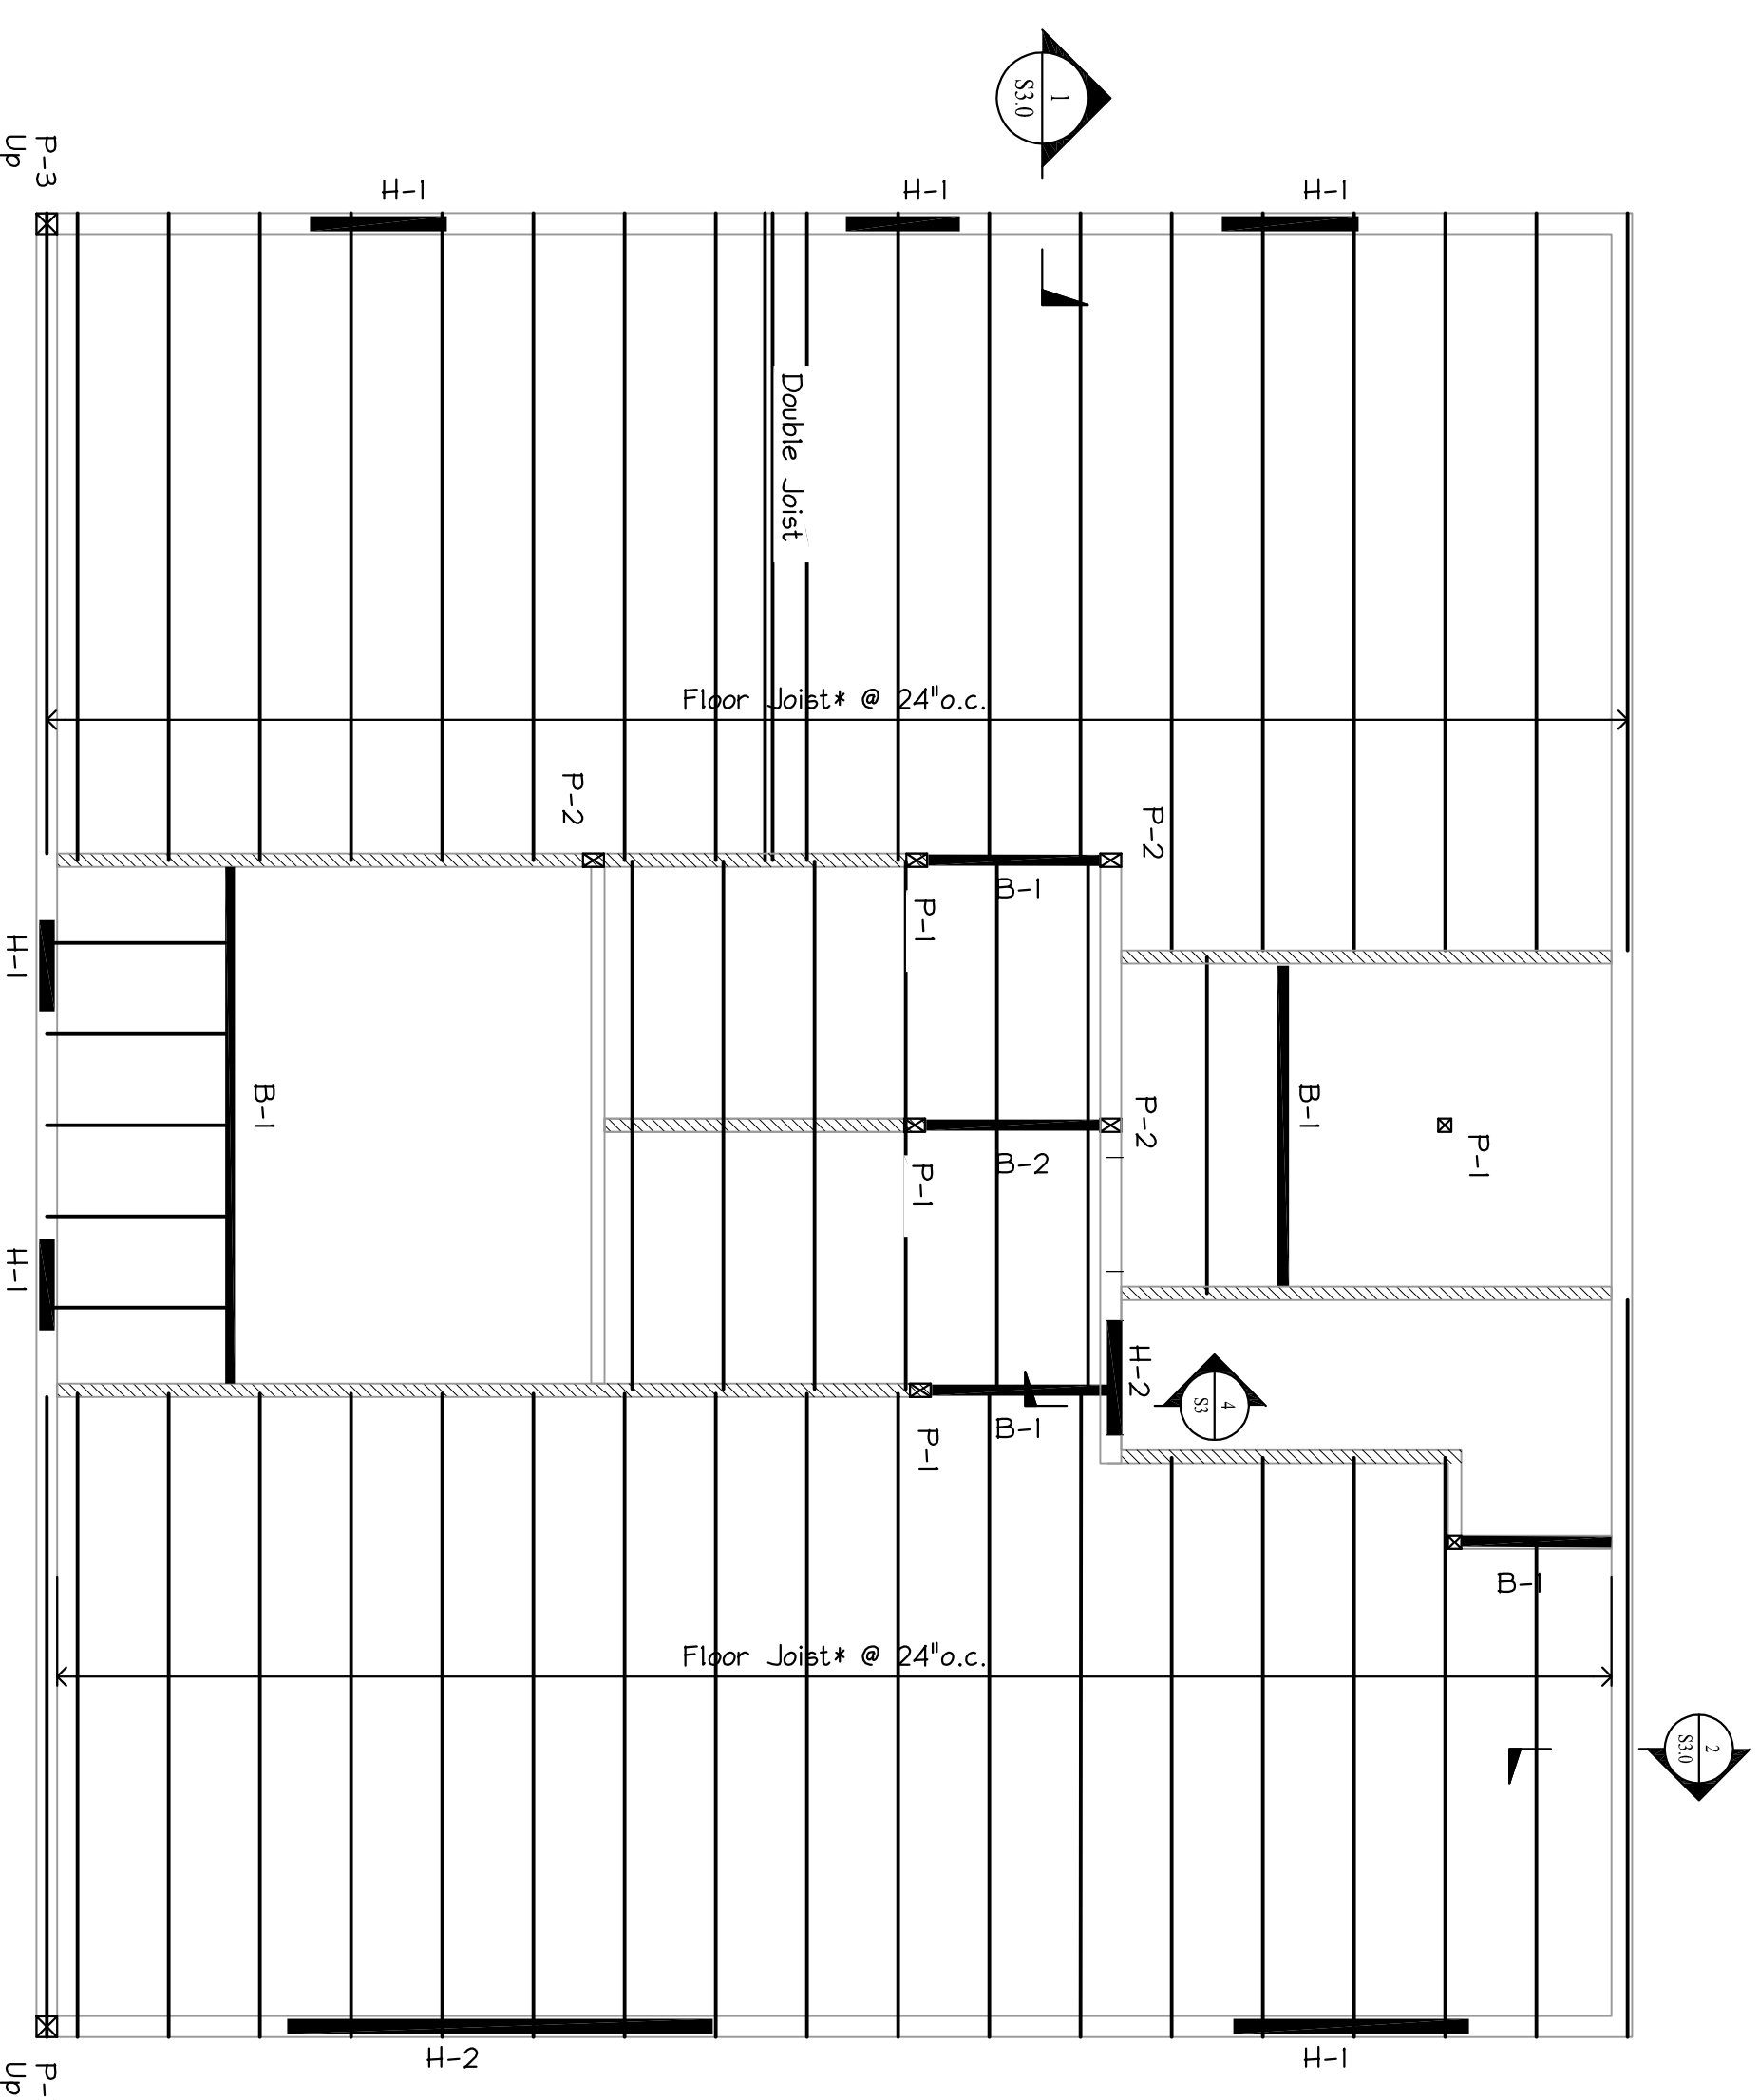 1
S3.0
P-3
Up
H-1
H-1
H-1
Double Joist
Floor Joist* @ 24"o.c.
P-2
P-2
B-1
P-1
H-1
B-1
P-2
B-1
P-1
B-2
P-1
H-1
H-2
4
S3
B-1
P-1
B-1
Floor Joist* @ 24"o.c.
2
S3.0
H-2
H-1
P-
Up